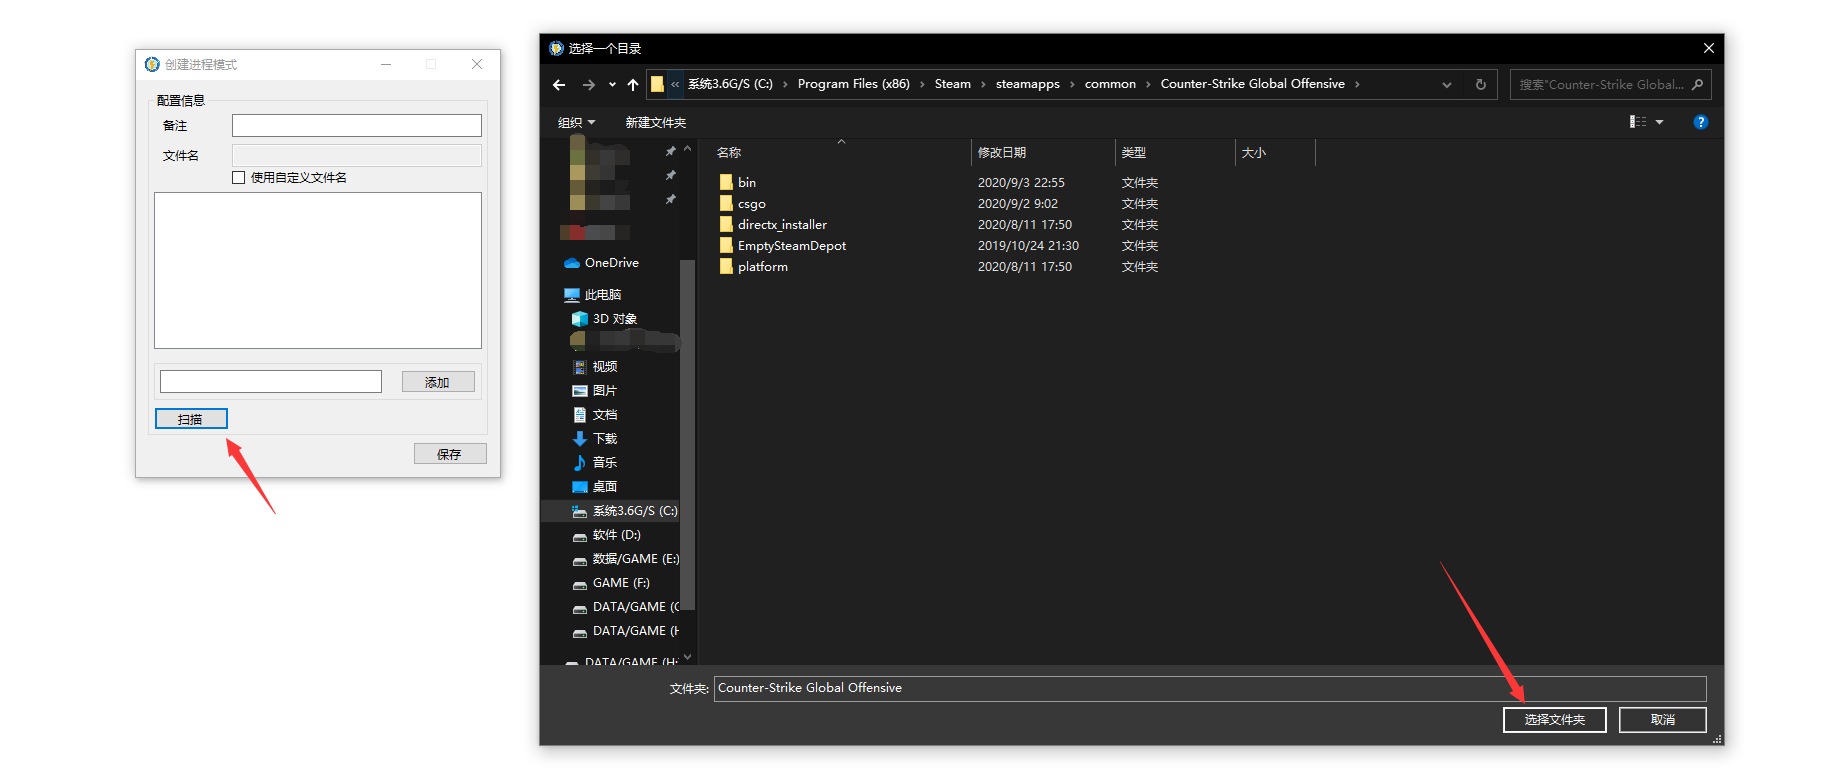 创建进程模式
配置信息
备注
文件名
使用自定义文件名
添加
扫描
保存
选择一个目录
« 系统3.6G/S (C:) › Program Files (x86) › Steam › steamapps › common › Counter-Strike Global Offensive ›
搜索"Counter-Strike Global...
组织 新建文件夹
OneDrive
此电脑
3D 对象
视频
图片
文档
下载
音乐
桌面
系统3.6G/S (C:)
软件 (D:)
数据/GAME (E:)
GAME (F:)
DATA/GAME (G
DATA/GAME (H
DATA/GAME (H:
名称 修改日期 类型 大小
bin 2020/9/3 22:55 文件夹
csgo 2020/9/2 9:02 文件夹
directx_installer 2020/8/11 17:50 文件夹
EmptySteamDepot 2019/10/24 21:30 文件夹
platform 2020/8/11 17:50 文件夹
文件夹: Counter-Strike Global Offensive
选择文件夹 取消